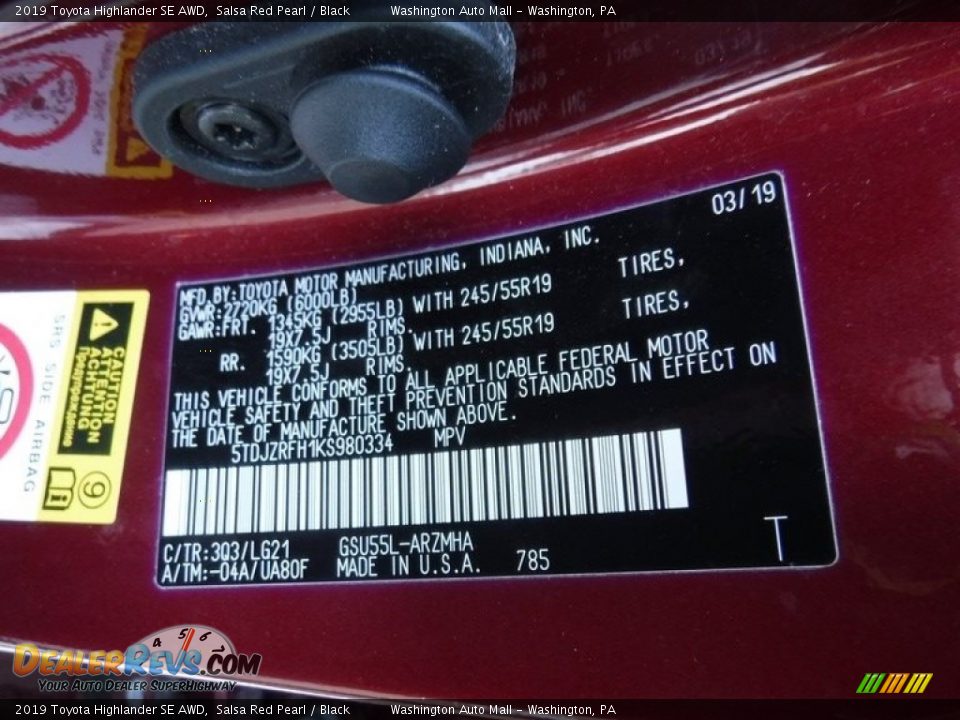 2019 Toyota Highlander SE AWD, Salsa Red Pearl / Black Washington Auto Mall - Washington, PA
03/19
MFD.BY:TOYOTA MOTOR MANUFACTURING, INDIANA, INC.
GVWR:2720KG (6000LB)
GAWR:FRT. 1345KG (2955LB) WITH 245/55R19 TIRES,
19X7.5J RIMS.
RR. 1590KG (3505LB) WITH 245/55R19 TIRES,
19X7.5J RIMS.
THIS VEHICLE CONFORMS TO ALL APPLICABLE FEDERAL MOTOR
VEHICLE SAFETY AND THEFT PREVENTION STANDARDS IN EFFECT ON
THE DATE OF MANUFACTURE SHOWN ABOVE.
5TDJZRFH1KS980334 MPV
C/TR:3Q3/LG21 GSU55L-ARZMHA
A/TM:-04A/UA80F MADE IN U.S.A. 785
T
SRS SIDE AIRBAG
CAUTION
ATTENTION
ACHTUNG
i
4 5 6
DealerRevs.com
Your Auto Dealer SuperHighway
2019 Toyota Highlander SE AWD, Salsa Red Pearl / Black Washington Auto Mall - Washington, PA